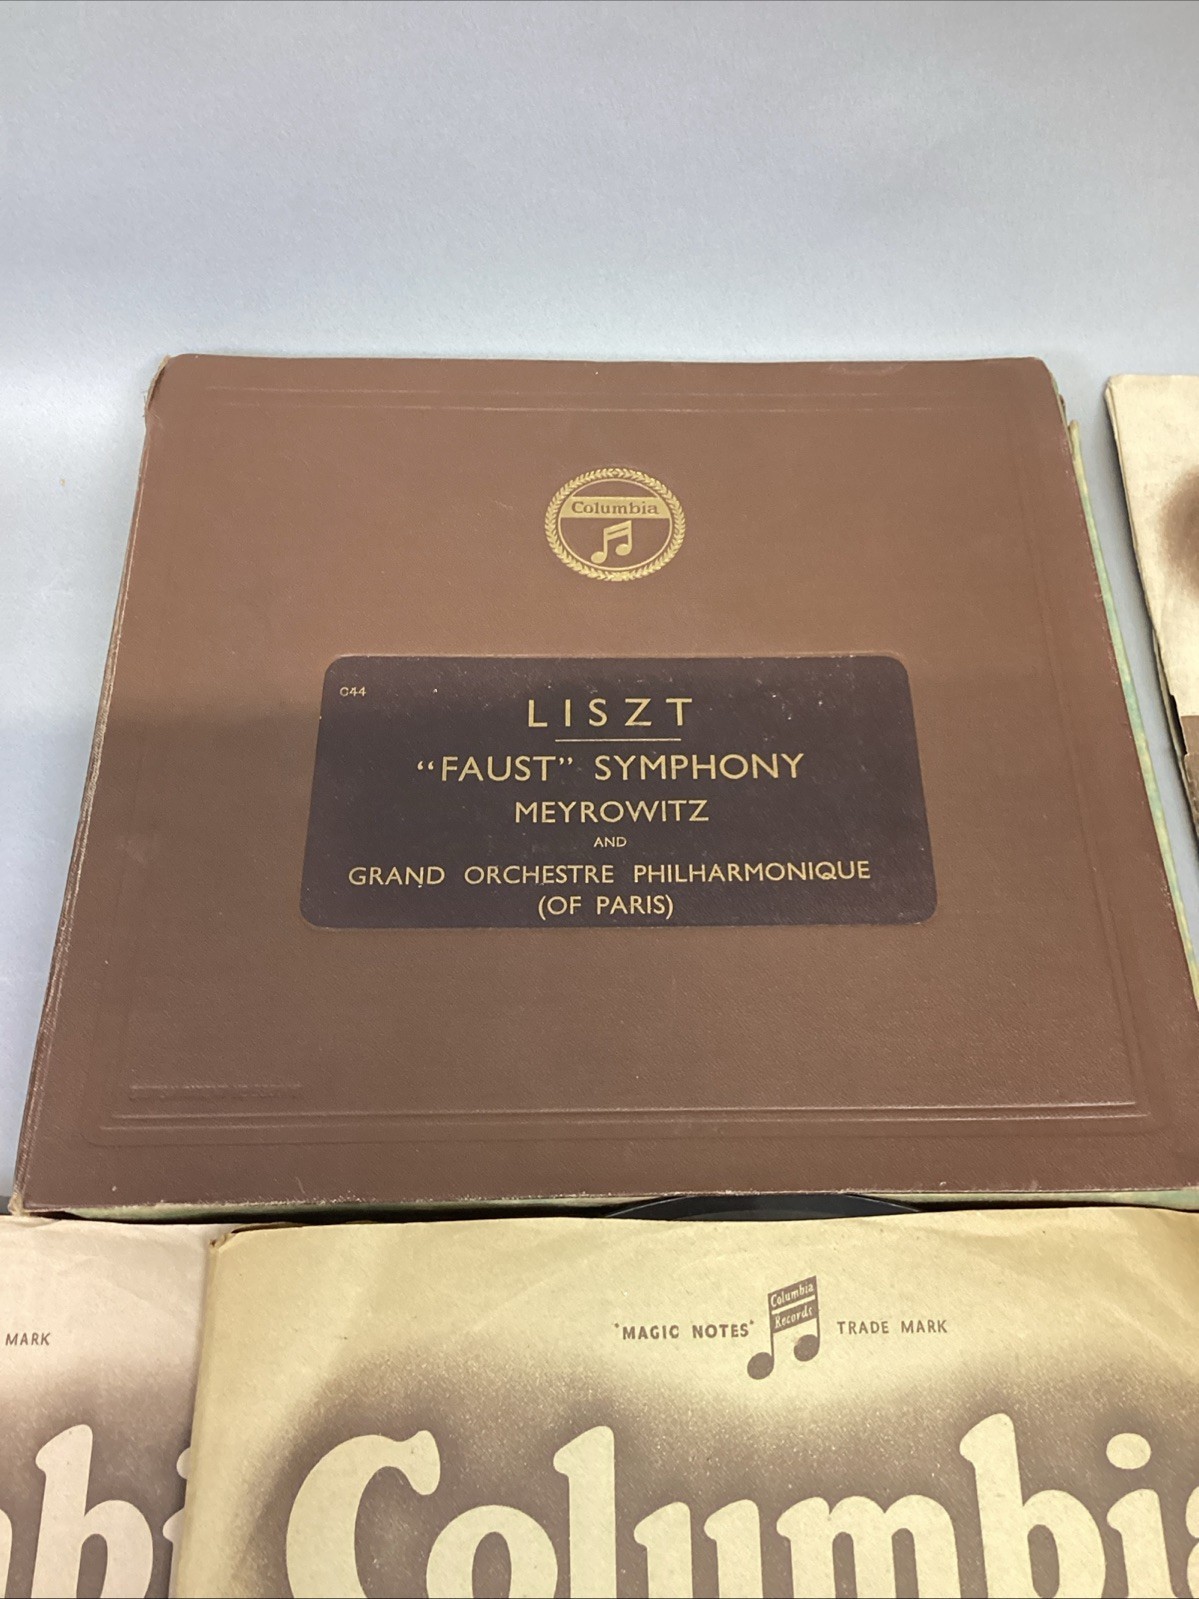 Columbia
C44
LISZT
"FAUST" SYMPHONY
MEYROWITZ
AND
GRAND ORCHESTRE PHILHARMONIQUE
(OF PARIS)
MARK
Columbia
Records
'MAGIC NOTES' TRADE MARK
bi
Columbia